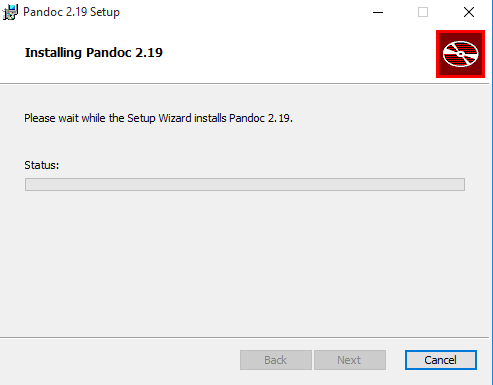 Pandoc 2.19 Setup
Installing Pandoc 2.19
Please wait while the Setup Wizard installs Pandoc 2.19.
Status:
Back Next Cancel